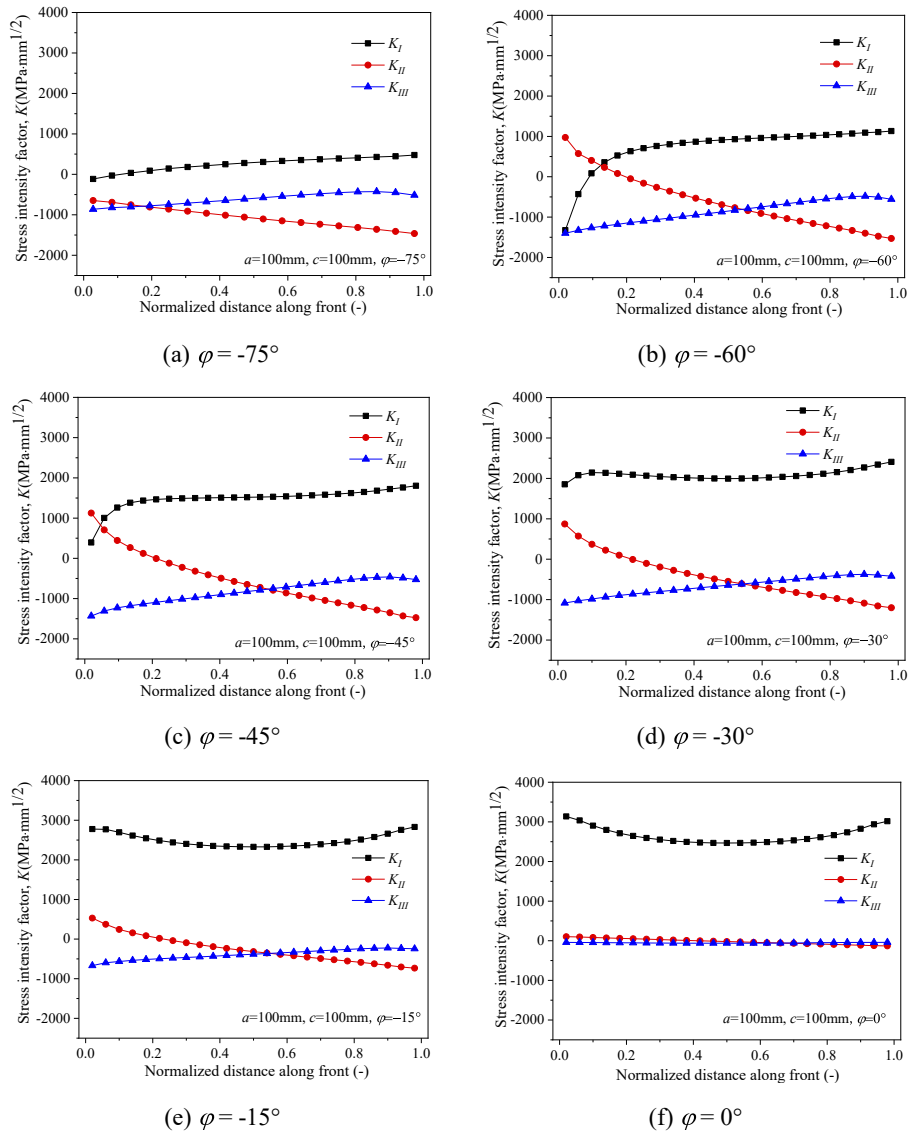 Stress intensity factor, K(MPa·mm1/2)
4000
3000
2000
1000
0
-1000
-2000
KI
KII
KIII
a=100mm, c=100mm, φ=−75°
0.0 0.2 0.4 0.6 0.8 1.0
Normalized distance along front (-)
(a) φ = -75°
Stress intensity factor, K(MPa·mm1/2)
4000
3000
2000
1000
0
-1000
-2000
KI
KII
KIII
a=100mm, c=100mm, φ=−60°
0.0 0.2 0.4 0.6 0.8 1.0
Normalized distance along front (-)
(b) φ = -60°
Stress intensity factor, K(MPa·mm1/2)
4000
3000
2000
1000
0
-1000
-2000
KI
KII
KIII
a=100mm, c=100mm, φ=−45°
0.0 0.2 0.4 0.6 0.8 1.0
Normalized distance along front (-)
(c) φ = -45°
Stress intensity factor, K(MPa·mm1/2)
4000
3000
2000
1000
0
-1000
-2000
KI
KII
KIII
a=100mm, c=100mm, φ=−30°
0.0 0.2 0.4 0.6 0.8 1.0
Normalized distance along front (-)
(d) φ = -30°
Stress intensity factor, K(MPa·mm1/2)
4000
3000
2000
1000
0
-1000
-2000
KI
KII
KIII
a=100mm, c=100mm, φ=−15°
0.0 0.2 0.4 0.6 0.8 1.0
Normalized distance along front (-)
(e) φ = -15°
Stress intensity factor, K(MPa·mm1/2)
4000
3000
2000
1000
0
-1000
-2000
KI
KII
KIII
a=100mm, c=100mm, φ=0°
0.0 0.2 0.4 0.6 0.8 1.0
Normalized distance along front (-)
(f) φ = 0°